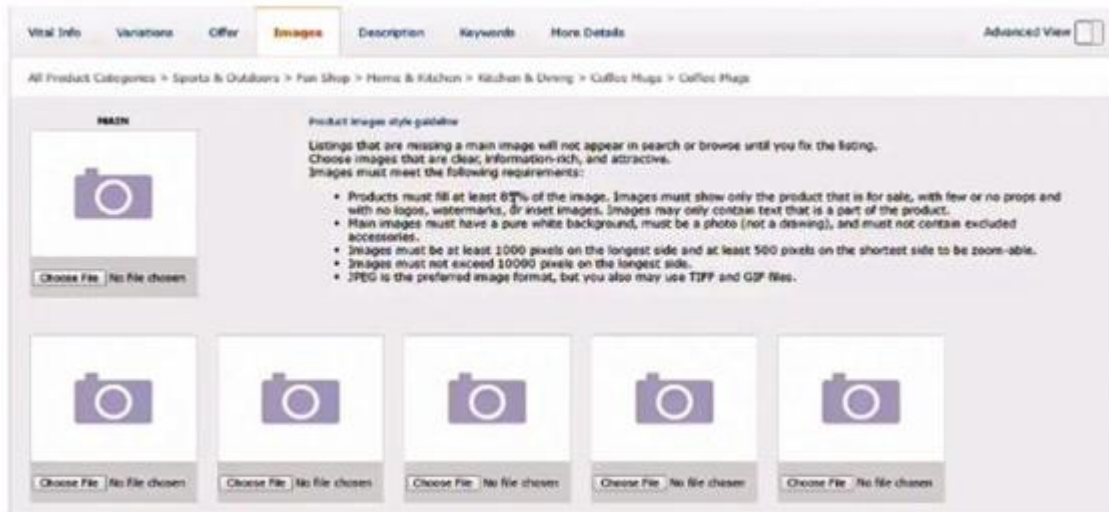 Vital Info Variations Offer Images Description Keywords More Details Advanced View
All Product Categories > Sports & Outdoors > Fan Shop > Home & Kitchen > Kitchen & Dining > Coffee Mugs > Coffee Mugs
MAIN
Product images style guideline
Listings that are missing a main image will not appear in search or browse until you fix the listing.
Choose images that are clear, information-rich, and attractive.
Images must meet the following requirements:
• Products must fill at least 85% of the image. Images must show only the product that is for sale, with few or no props and
with no logos, watermarks, or inset images. Images may only contain text that is a part of the product.
• Main images must have a pure white background, must be a photo (not a drawing), and must not contain excluded
accessories.
• Images must be at least 1000 pixels on the longest side and at least 500 pixels on the shortest side to be zoom-able.
• Images must not exceed 10000 pixels on the longest side.
• JPEG is the preferred image format, but you also may use TIFF and GIF files.
Choose File No file chosen
Choose File No file chosen Choose File No file chosen Choose File No file chosen Choose File No file chosen Choose File No file chosen